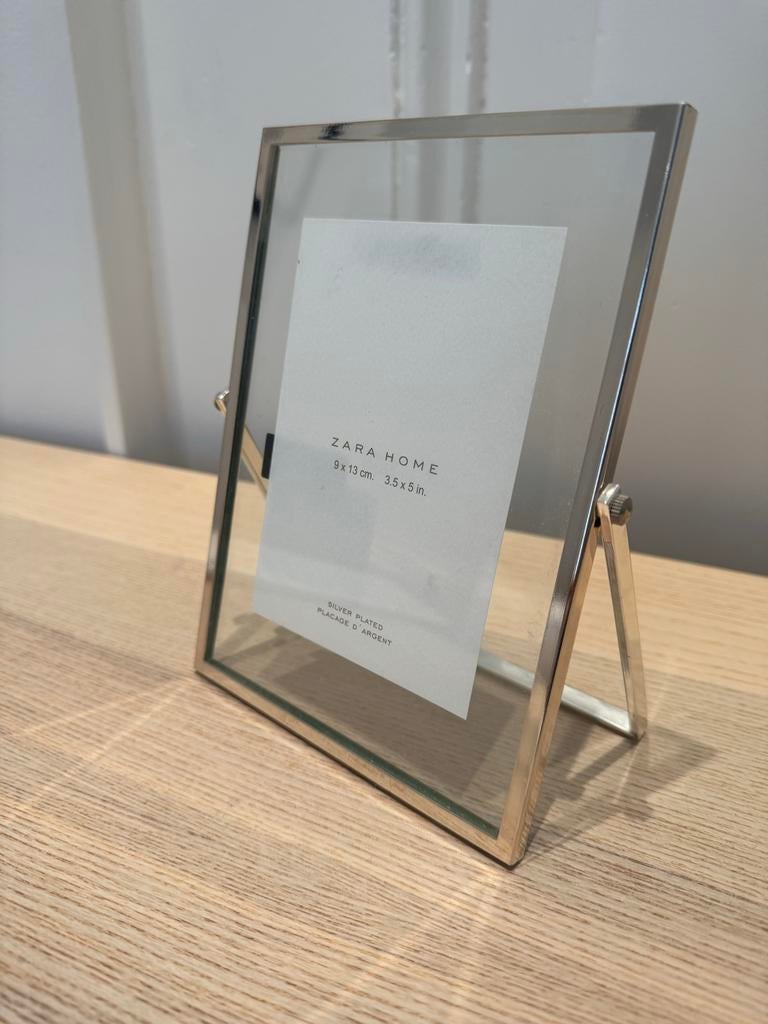 ZARA HOME
9 x 13 cm. 3.5 x 5 in.
SILVER PLATED
PLACAGE D'ARGENT